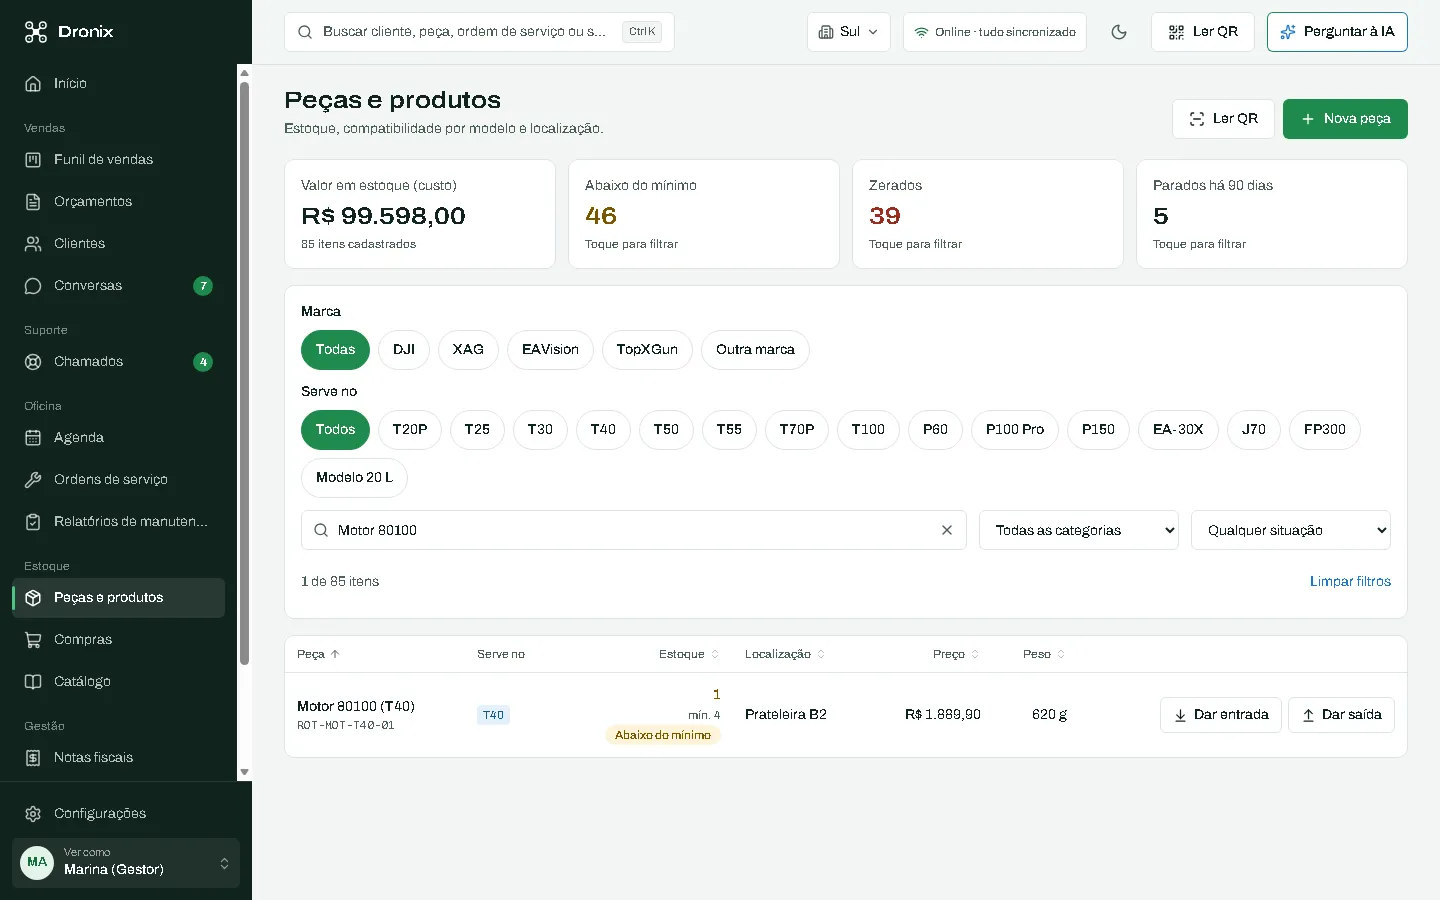 Dronix
Buscar cliente, peça, ordem de serviço ou s...
Ctrl K
Sul
Online · tudo sincronizado
Ler QR
Perguntar à IA
Início
Vendas
Funil de vendas
Orçamentos
Clientes
Conversas 7
Suporte
Chamados 4
Oficina
Agenda
Ordens de serviço
Relatórios de manuten...
Estoque
Peças e produtos
Compras
Catálogo
Gestão
Notas fiscais
Configurações
MA
Ver como
Marina (Gestor)
Peças e produtos
Estoque, compatibilidade por modelo e localização.
Ler QR
Nova peça
Valor em estoque (custo)
R$ 99.598,00
85 itens cadastrados
Abaixo do mínimo
46
Toque para filtrar
Zerados
39
Toque para filtrar
Parados há 90 dias
5
Toque para filtrar
Marca
Todas DJI XAG EAVision TopXGun Outra marca
Serve no
Todos T20P T25 T30 T40 T50 T55 T70P T100 P60 P100 Pro P150 EA-30X J70 FP300
Modelo 20 L
Motor 80100
Todas as categorias
Qualquer situação
1 de 85 itens
Limpar filtros
Peça Serve no Estoque Localização Preço Peso
Motor 80100 (T40)
ROT-MOT-T40-01
T40
1
mín. 4
Abaixo do mínimo
Prateleira B2
R$ 1.889,90
620 g
Dar entrada
Dar saída